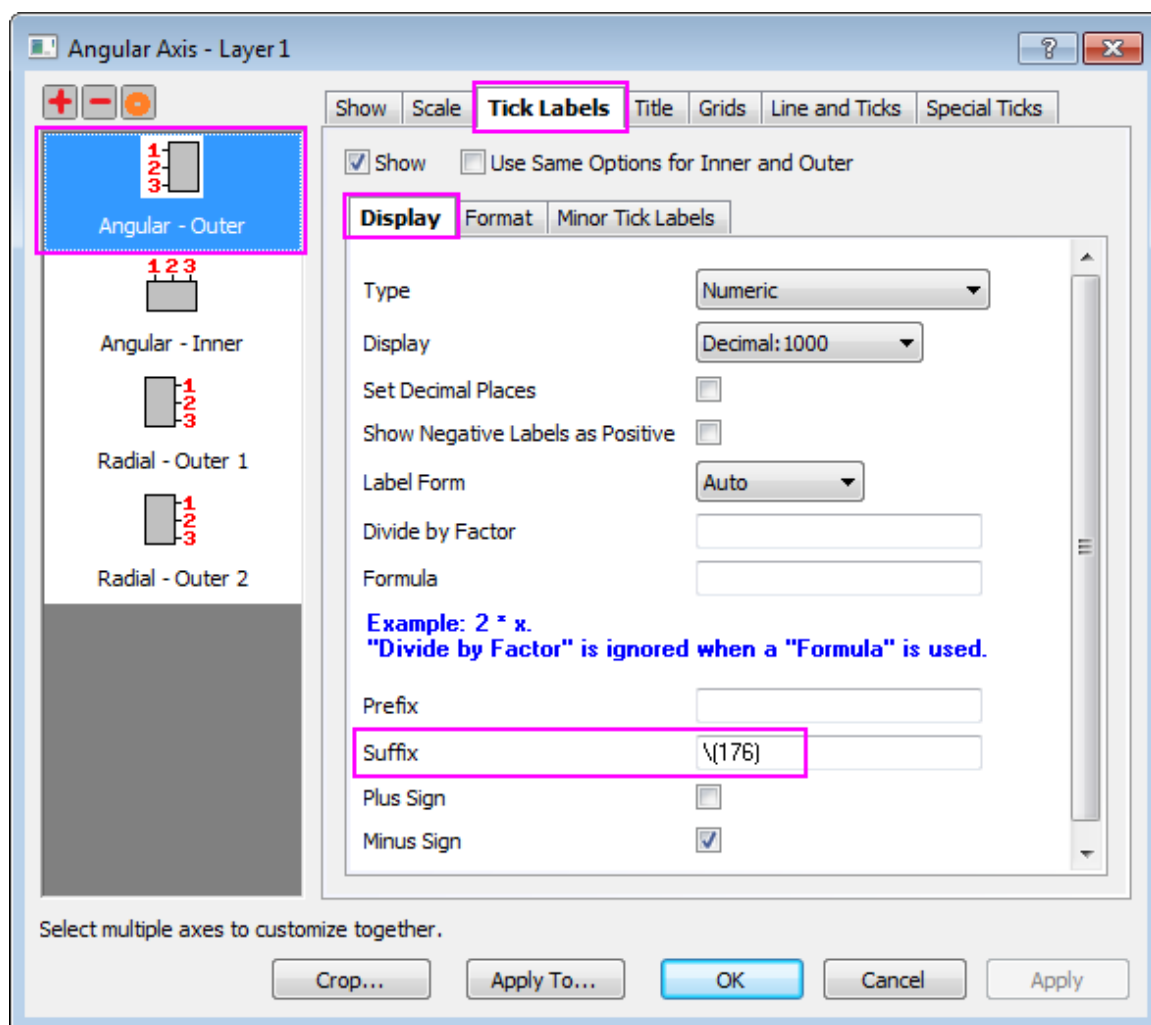 Angular Axis - Layer 1
Show Scale Tick Labels Title Grids Line and Ticks Special Ticks
1
2
3
Angular - Outer
1 2 3
Angular - Inner
1
2
3
Radial - Outer 1
1
2
3
Radial - Outer 2
Show Use Same Options for Inner and Outer
Display Format Minor Tick Labels
Type Numeric
Display Decimal: 1000
Set Decimal Places
Show Negative Labels as Positive
Label Form Auto
Divide by Factor
Formula
Example: 2 * x.
"Divide by Factor" is ignored when a "Formula" is used.
Prefix
Suffix \(176)
Plus Sign
Minus Sign
Select multiple axes to customize together.
Crop... Apply To... OK Cancel Apply